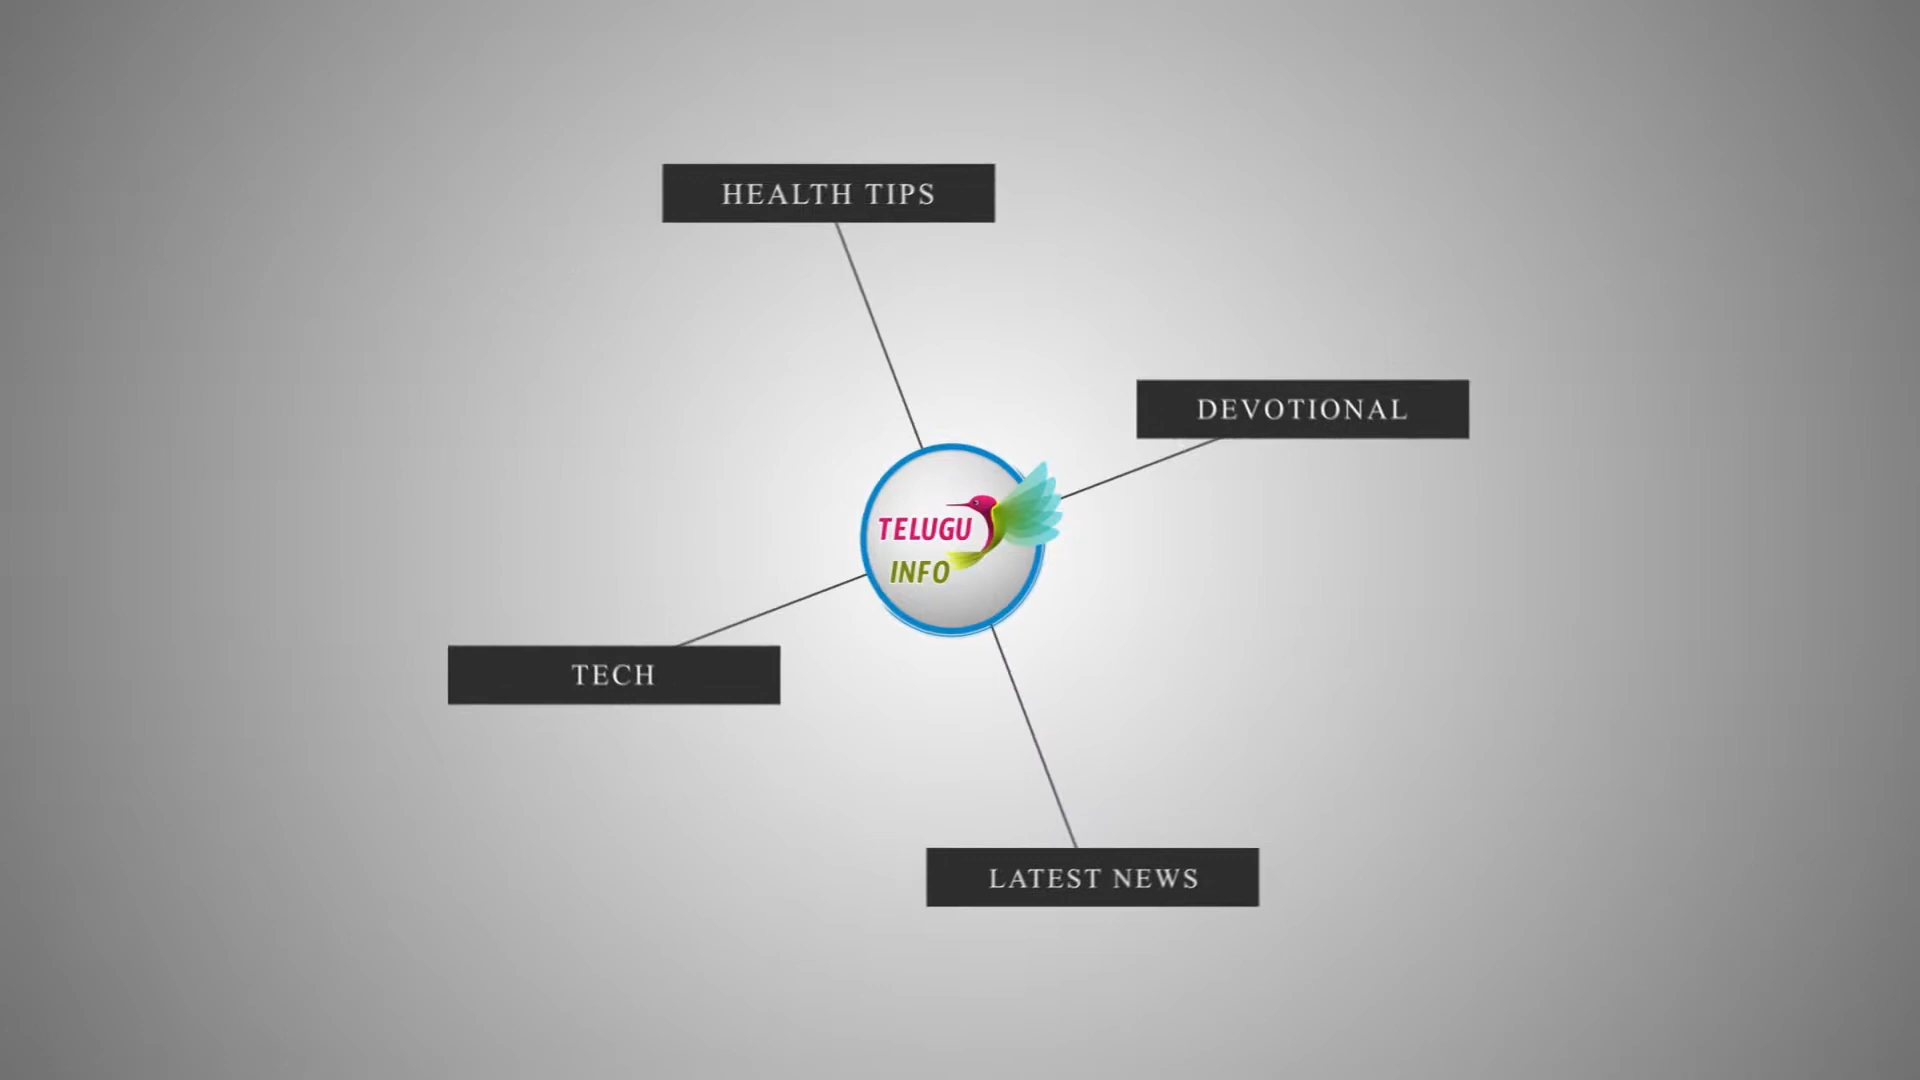 HEALTH TIPS
DEVOTIONAL
TELUGU
INFO
TECH
LATEST NEWS